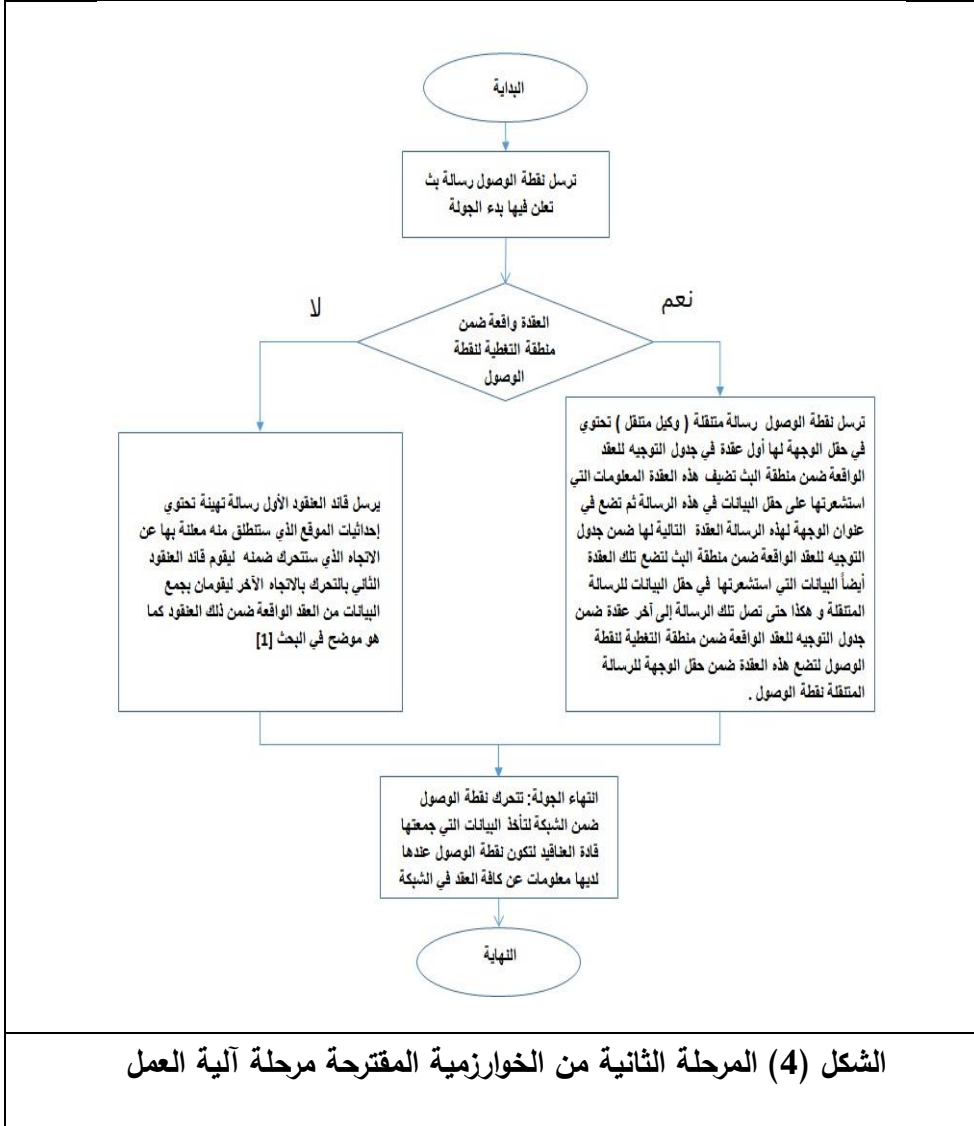 البداية
ترسل نقطة الوصول رسالة بث
تعلن فيها بدء الجولة
نعم
لا
العقدة واقعة ضمن
منطقة التغطية لنقطة
الوصول
ترسل نقطة الوصول رسالة متنقلة ( وكيل متنقل ) تحتوي
في حقل الوجهة لها أول عقدة في جدول التوجيه للعقد
الواقعة ضمن منطقة البث تضيف هذه العقدة المعلومات التي
استشعرتها على حقل البيانات في هذه الرسالة ثم تضع في
عنوان الوجهة لهذه الرسالة العقدة التالية لها ضمن جدول
التوجيه للعقد الواقعة ضمن منطقة البث لتضع تلك العقدة
أيضاً البيانات التي استشعرتها في حقل البيانات للرسالة
المتنقلة و هكذا حتى تصل تلك الرسالة إلى آخر عقدة ضمن
جدول التوجيه للعقد الواقعة ضمن منطقة التغطية لنقطة
الوصول لتضع هذه العقدة ضمن حقل الوجهة للرسالة
المتنقلة نقطة الوصول .
يرسل قائد العنقود الأول رسالة تهيئة تحتوي
إحداثيات الموقع الذي ستنطلق منه معلنة بها عن
الاتجاه الذي ستتحرك ضمنه ليقوم قائد العنقود
الثاني بالتحرك بالاتجاه الآخر ليقومان بجمع
البيانات من العقد الواقعة ضمن ذلك العنقود كما
هو موضح في البحث [1]
انتهاء الجولة: تتحرك نقطة الوصول
ضمن الشبكة لتأخذ البيانات التي جمعتها
قادة العناقيد لتكون نقطة الوصول عندها
لديها معلومات عن كافة العقد في الشبكة
النهاية
الشكل (4) المرحلة الثانية من الخوارزمية المقترحة مرحلة آلية العمل